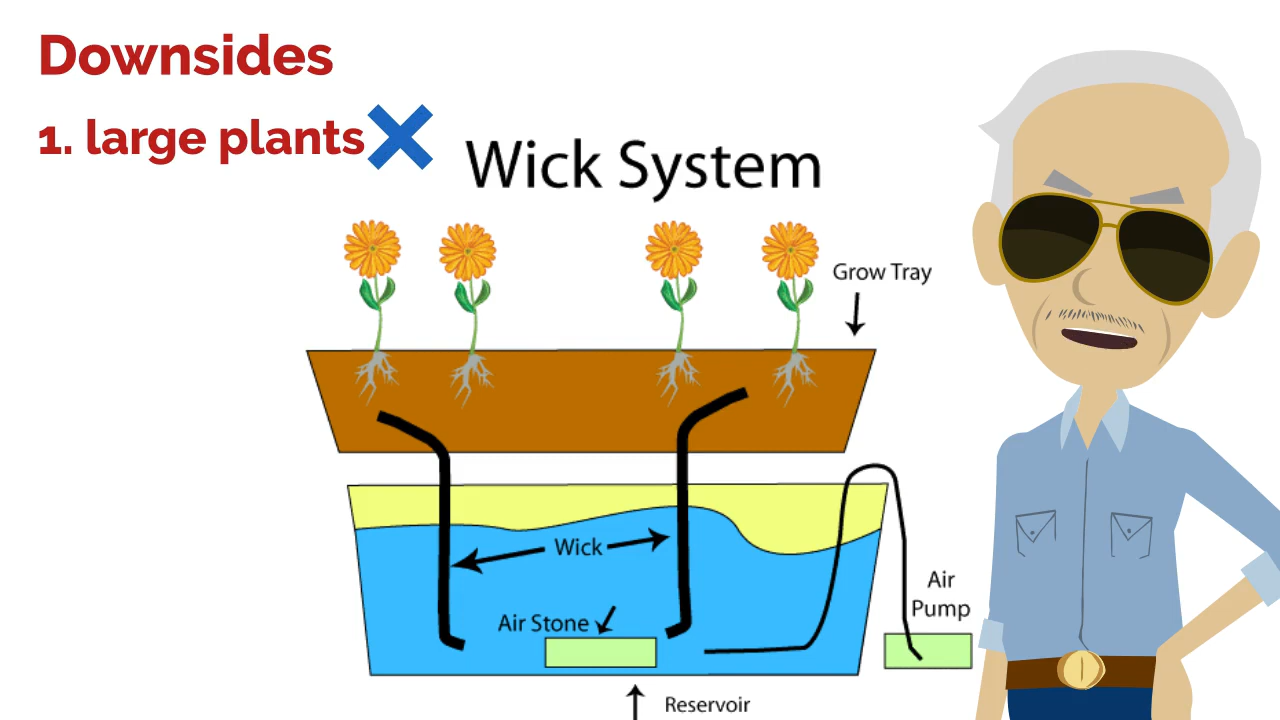 Downsides
1. large plants
Wick System
Grow Tray
Wick
Air Stone
Air
Pump
Reservoir